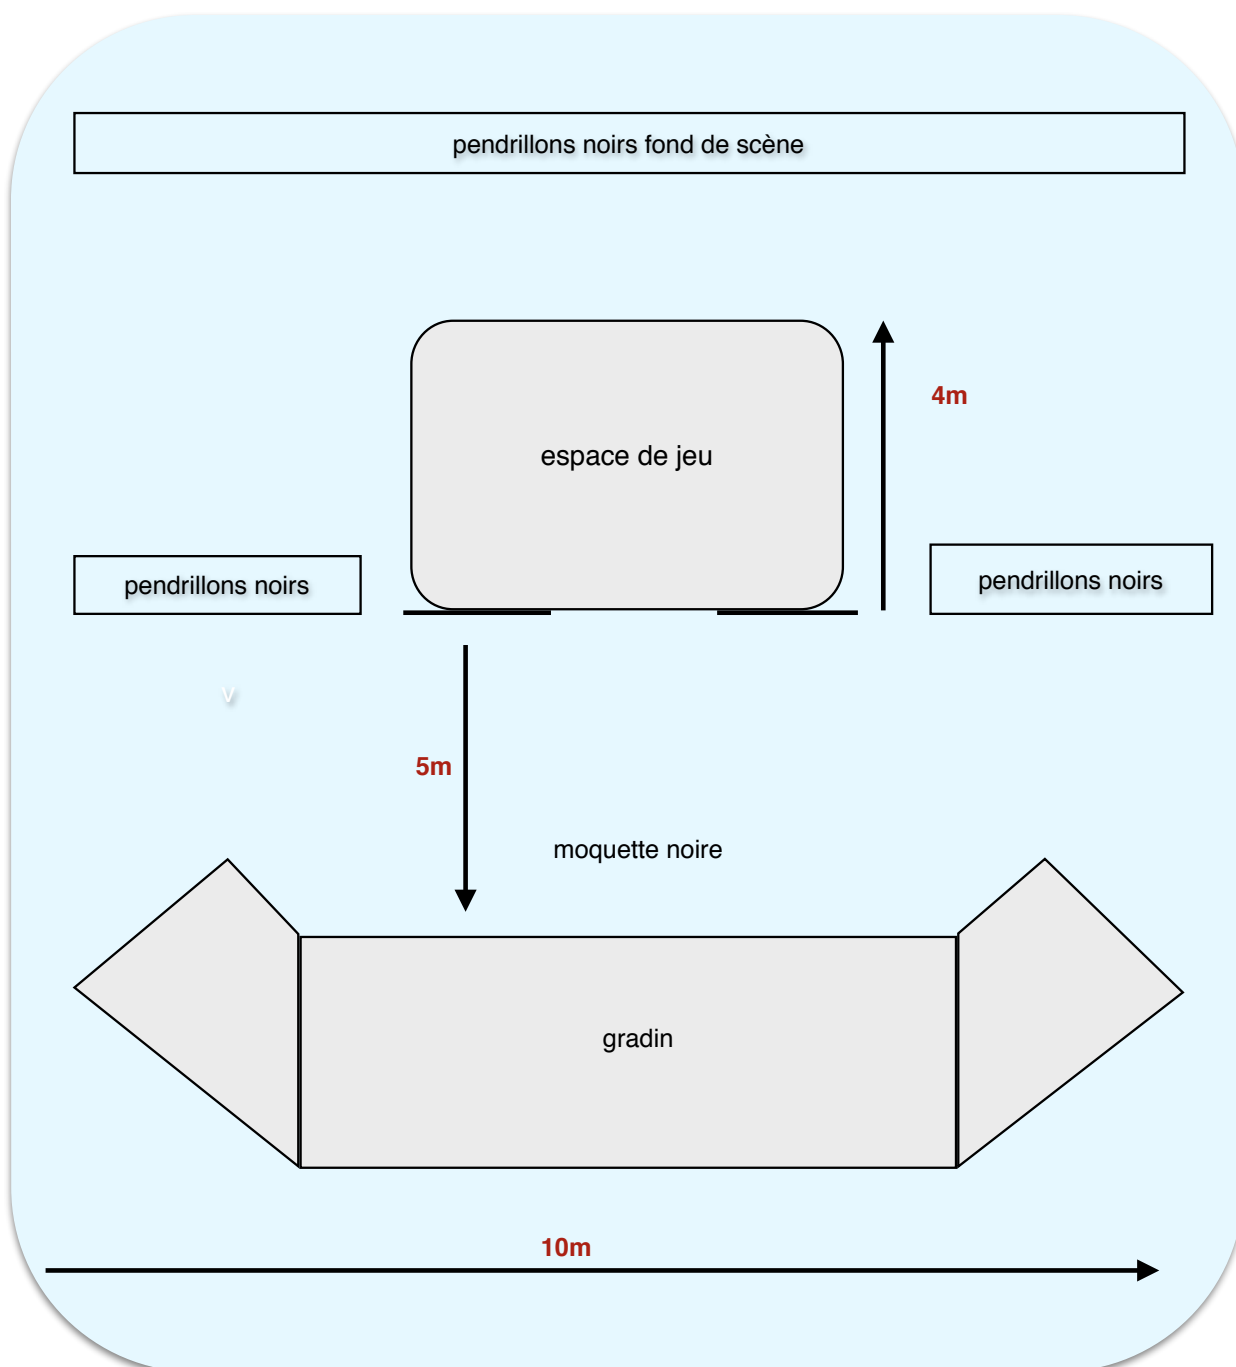 pendrillons noirs fond de scène
4m
espace de jeu
pendrillons noirs
pendrillons noirs
v
5m
moquette noire
gradin
10m